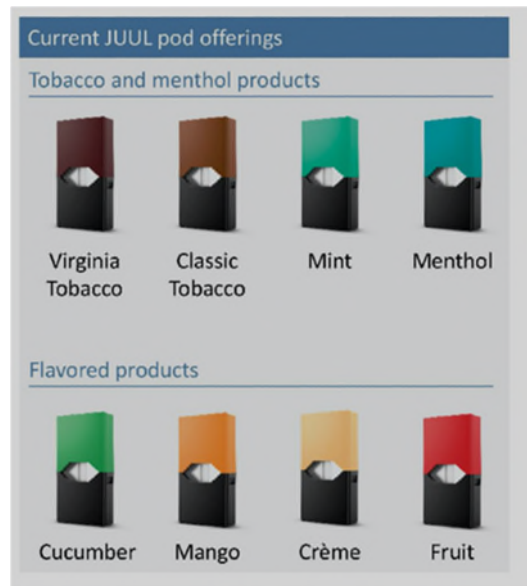 Current JUUL pod offerings
Tobacco and menthol products
Virginia
Tobacco
Classic
Tobacco
Mint
Menthol
Flavored products
Cucumber
Mango
Crème
Fruit